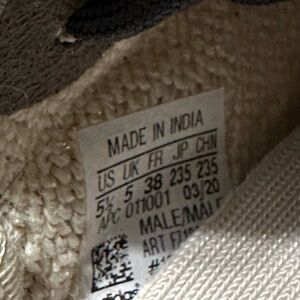 MADE IN INDIA
US UK FR JP CHN
5½ 5 38 235 235
APC 011001 03/20
MALE/MALE
ART